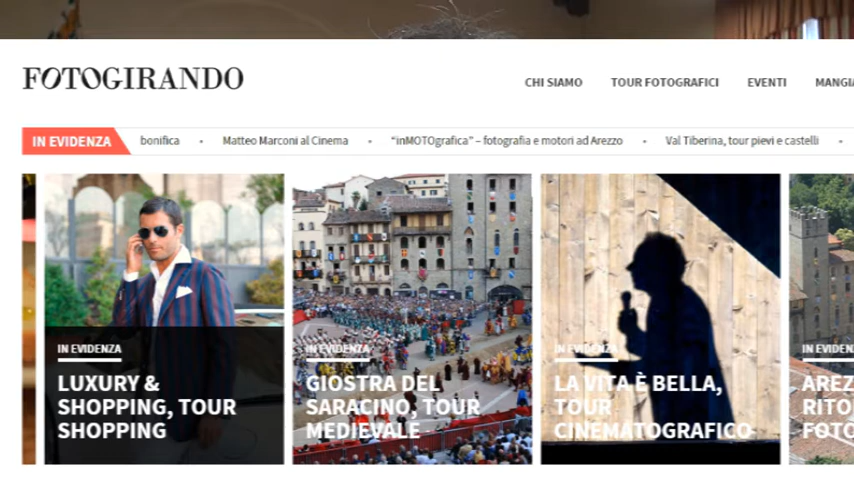 FOTOGIRANDO
CHI SIAMO TOUR FOTOGRAFICI EVENTI
IN EVIDENZA bonifica • Matteo Marconi al Cinema • “inMOTOgrafica” – fotografia e motori ad Arezzo • Val Tiberina, tour pievi e castelli •
IN EVIDENZA
LUXURY &
SHOPPING, TOUR
SHOPPING
IN EVIDENZA
GIOSTRA DEL
SARACINO, TOUR
MEDIEVALE
IN EVIDENZA
LA VITA È BELLA,
TOUR
CINEMATOGRAFICO